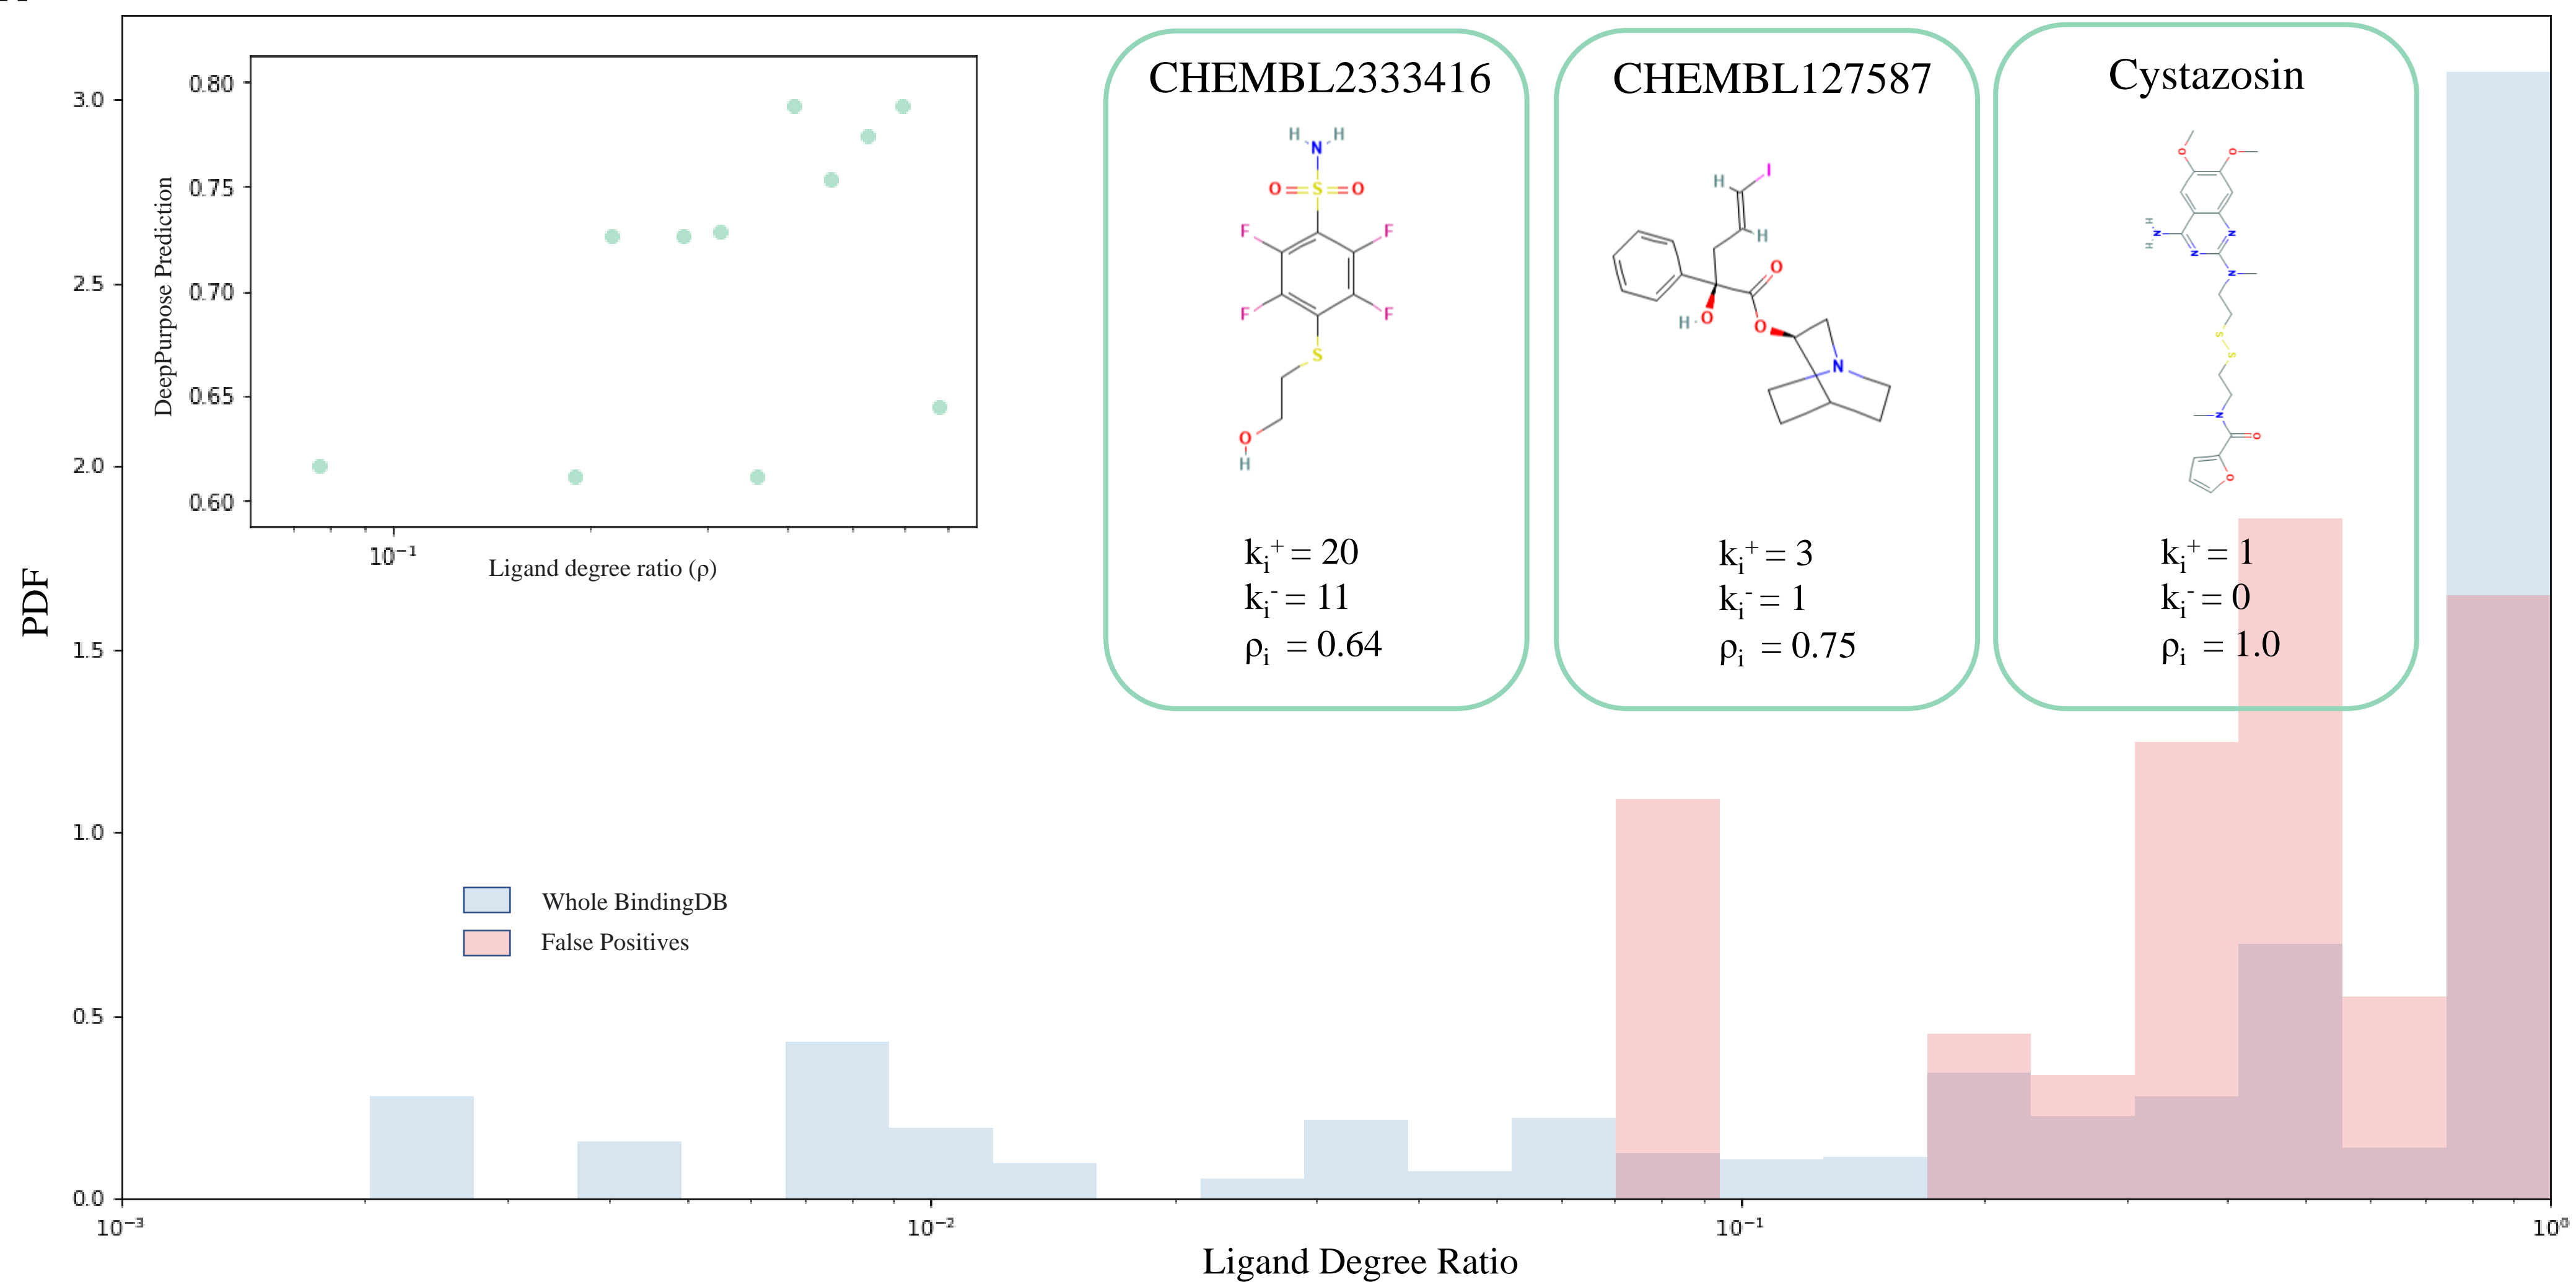 CHEMBL2333416
CHEMBL127587
Cystazosin
H H
N
O S O
F F
F F
S
O
H
I
H
H
O
H O
O
N
O O
H
N N
H
N
N
S
S
N
O
O
kᵢ⁺ = 20
kᵢ⁻ = 11
ρᵢ = 0.64
kᵢ⁺ = 3
kᵢ⁻ = 1
ρᵢ = 0.75
kᵢ⁺ = 1
kᵢ⁻ = 0
ρᵢ = 1.0
DeepPurpose Prediction
0.80
0.75
0.70
0.65
0.60
10⁻¹
Ligand degree ratio (ρ)
PDF
3.0
2.5
2.0
1.5
1.0
0.5
0.0
Whole BindingDB
False Positives
10⁻³ 10⁻² 10⁻¹ 10⁰
Ligand Degree Ratio